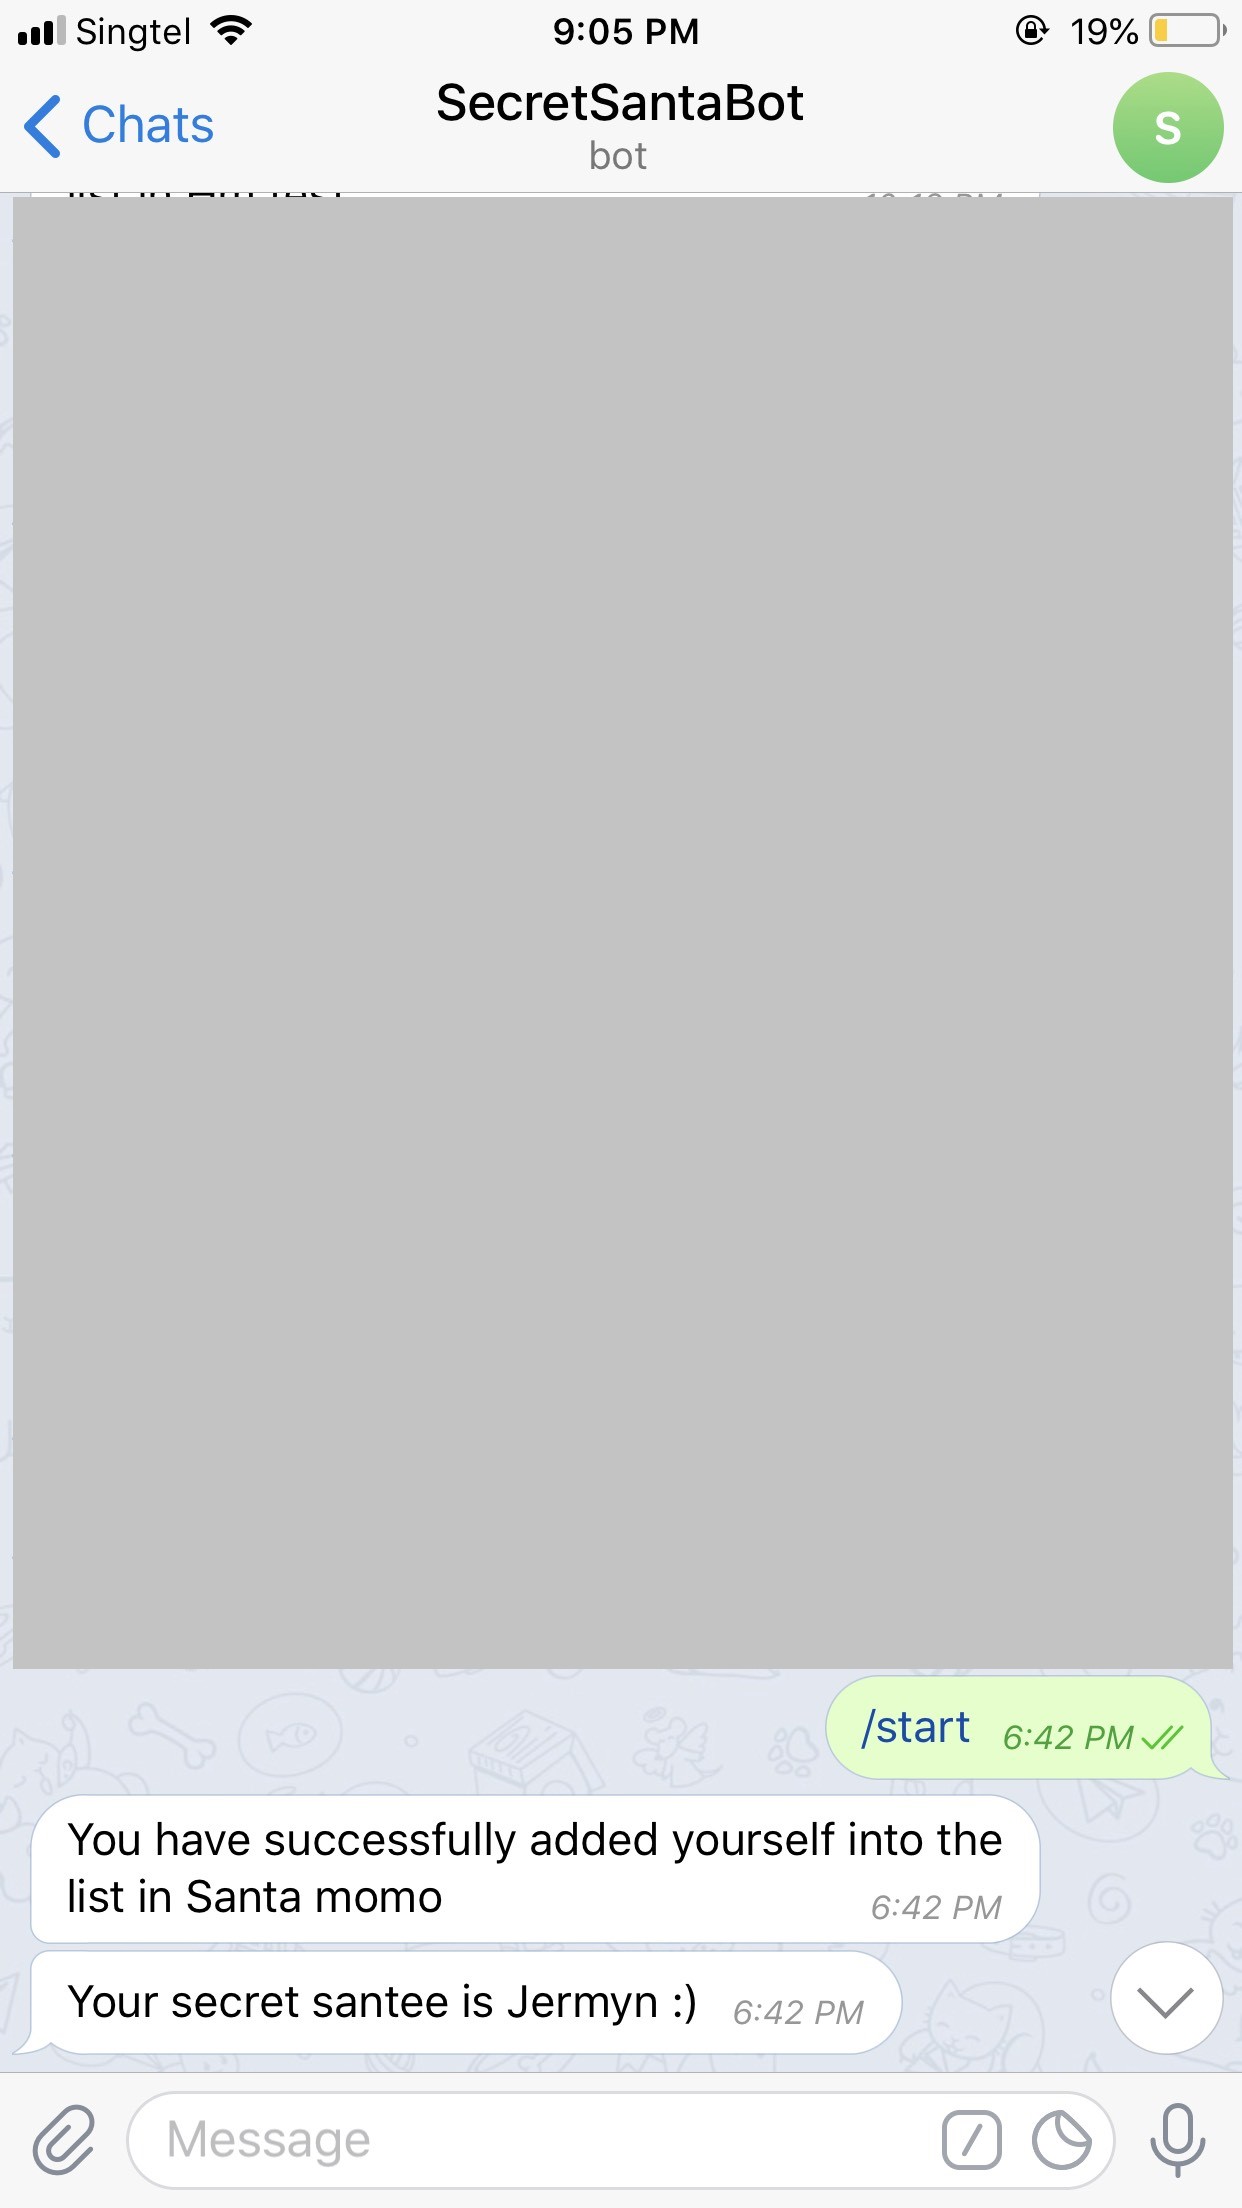 Singtel 9:05 PM 19%
Chats
SecretSantaBot
bot
S
/start 6:42 PM
You have successfully added yourself into the
list in Santa momo 6:42 PM
Your secret santee is Jermyn :) 6:42 PM
Message